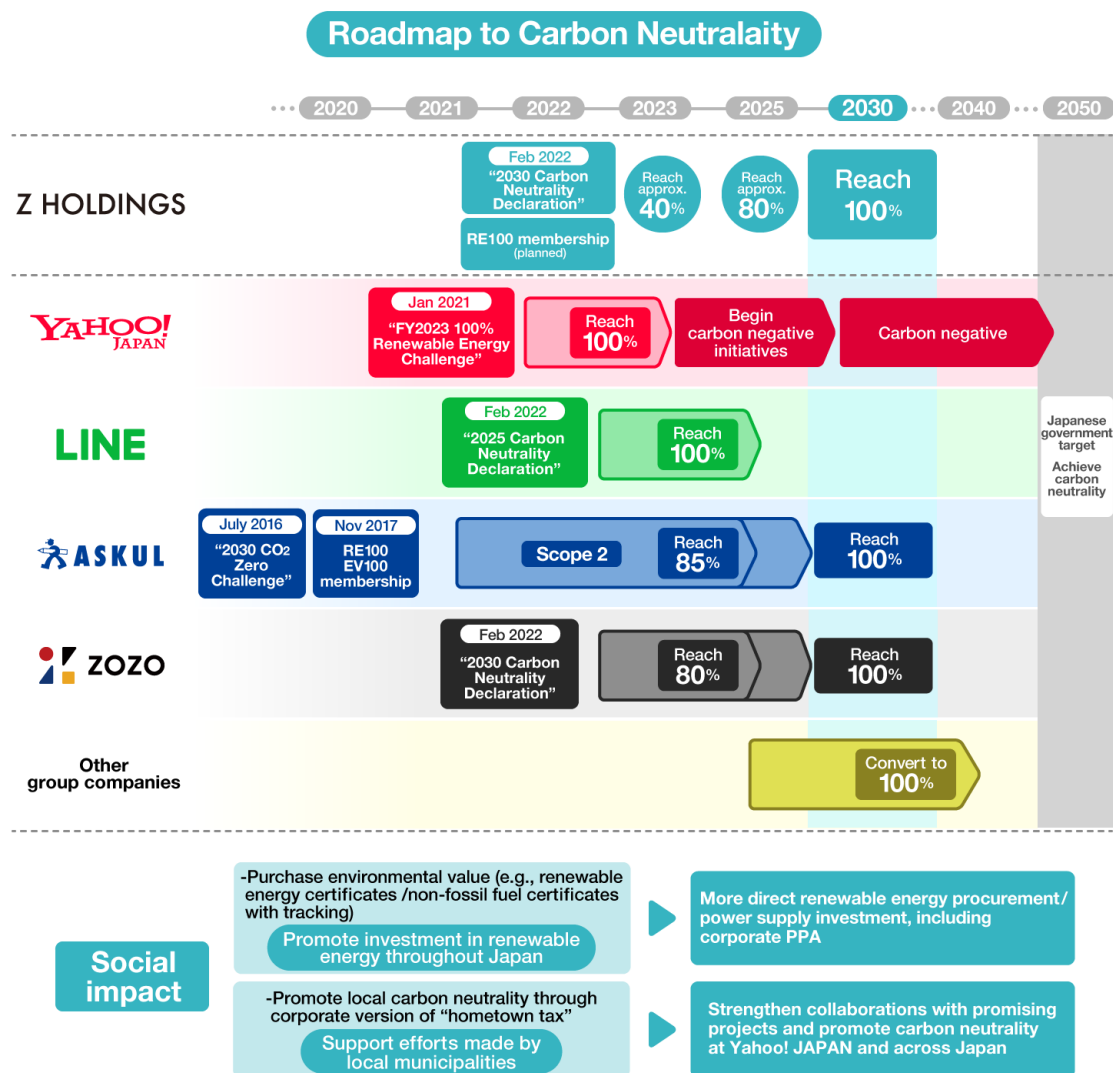 Roadmap to Carbon Neutralaity
2020
2021
2022
2023
2025
2030
2040
2050
Z HOLDINGS
Feb 2022
“2030 Carbon
Neutrality
Declaration”
RE100 membership
(planned)
Reach
approx.
40%
Reach
approx.
80%
Reach
100%
YAHOO!
JAPAN
Jan 2021
“FY2023 100%
Renewable Energy
Challenge”
Reach
100%
Begin
carbon negative
initiatives
Carbon negative
LINE
Feb 2022
“2025 Carbon
Neutrality
Declaration”
Reach
100%
Japanese
government
target
Achieve
carbon
neutrality
ASKUL
July 2016
“2030 CO2
Zero
Challenge”
Nov 2017
RE100
EV100
membership
Scope 2
Reach
85%
Reach
100%
ZOZO
Feb 2022
“2030 Carbon
Neutrality
Declaration”
Reach
80%
Reach
100%
Other
group companies
Convert to
100%
Social
impact
-Purchase environmental value (e.g., renewable
energy certificates /non-fossil fuel certificates
with tracking)
Promote investment in renewable
energy throughout Japan
More direct renewable energy procurement/
power supply investment, including
corporate PPA
-Promote local carbon neutrality through
corporate version of “hometown tax”
Support efforts made by
local municipalities
Strengthen collaborations with promising
projects and promote carbon neutrality
at Yahoo! JAPAN and across Japan